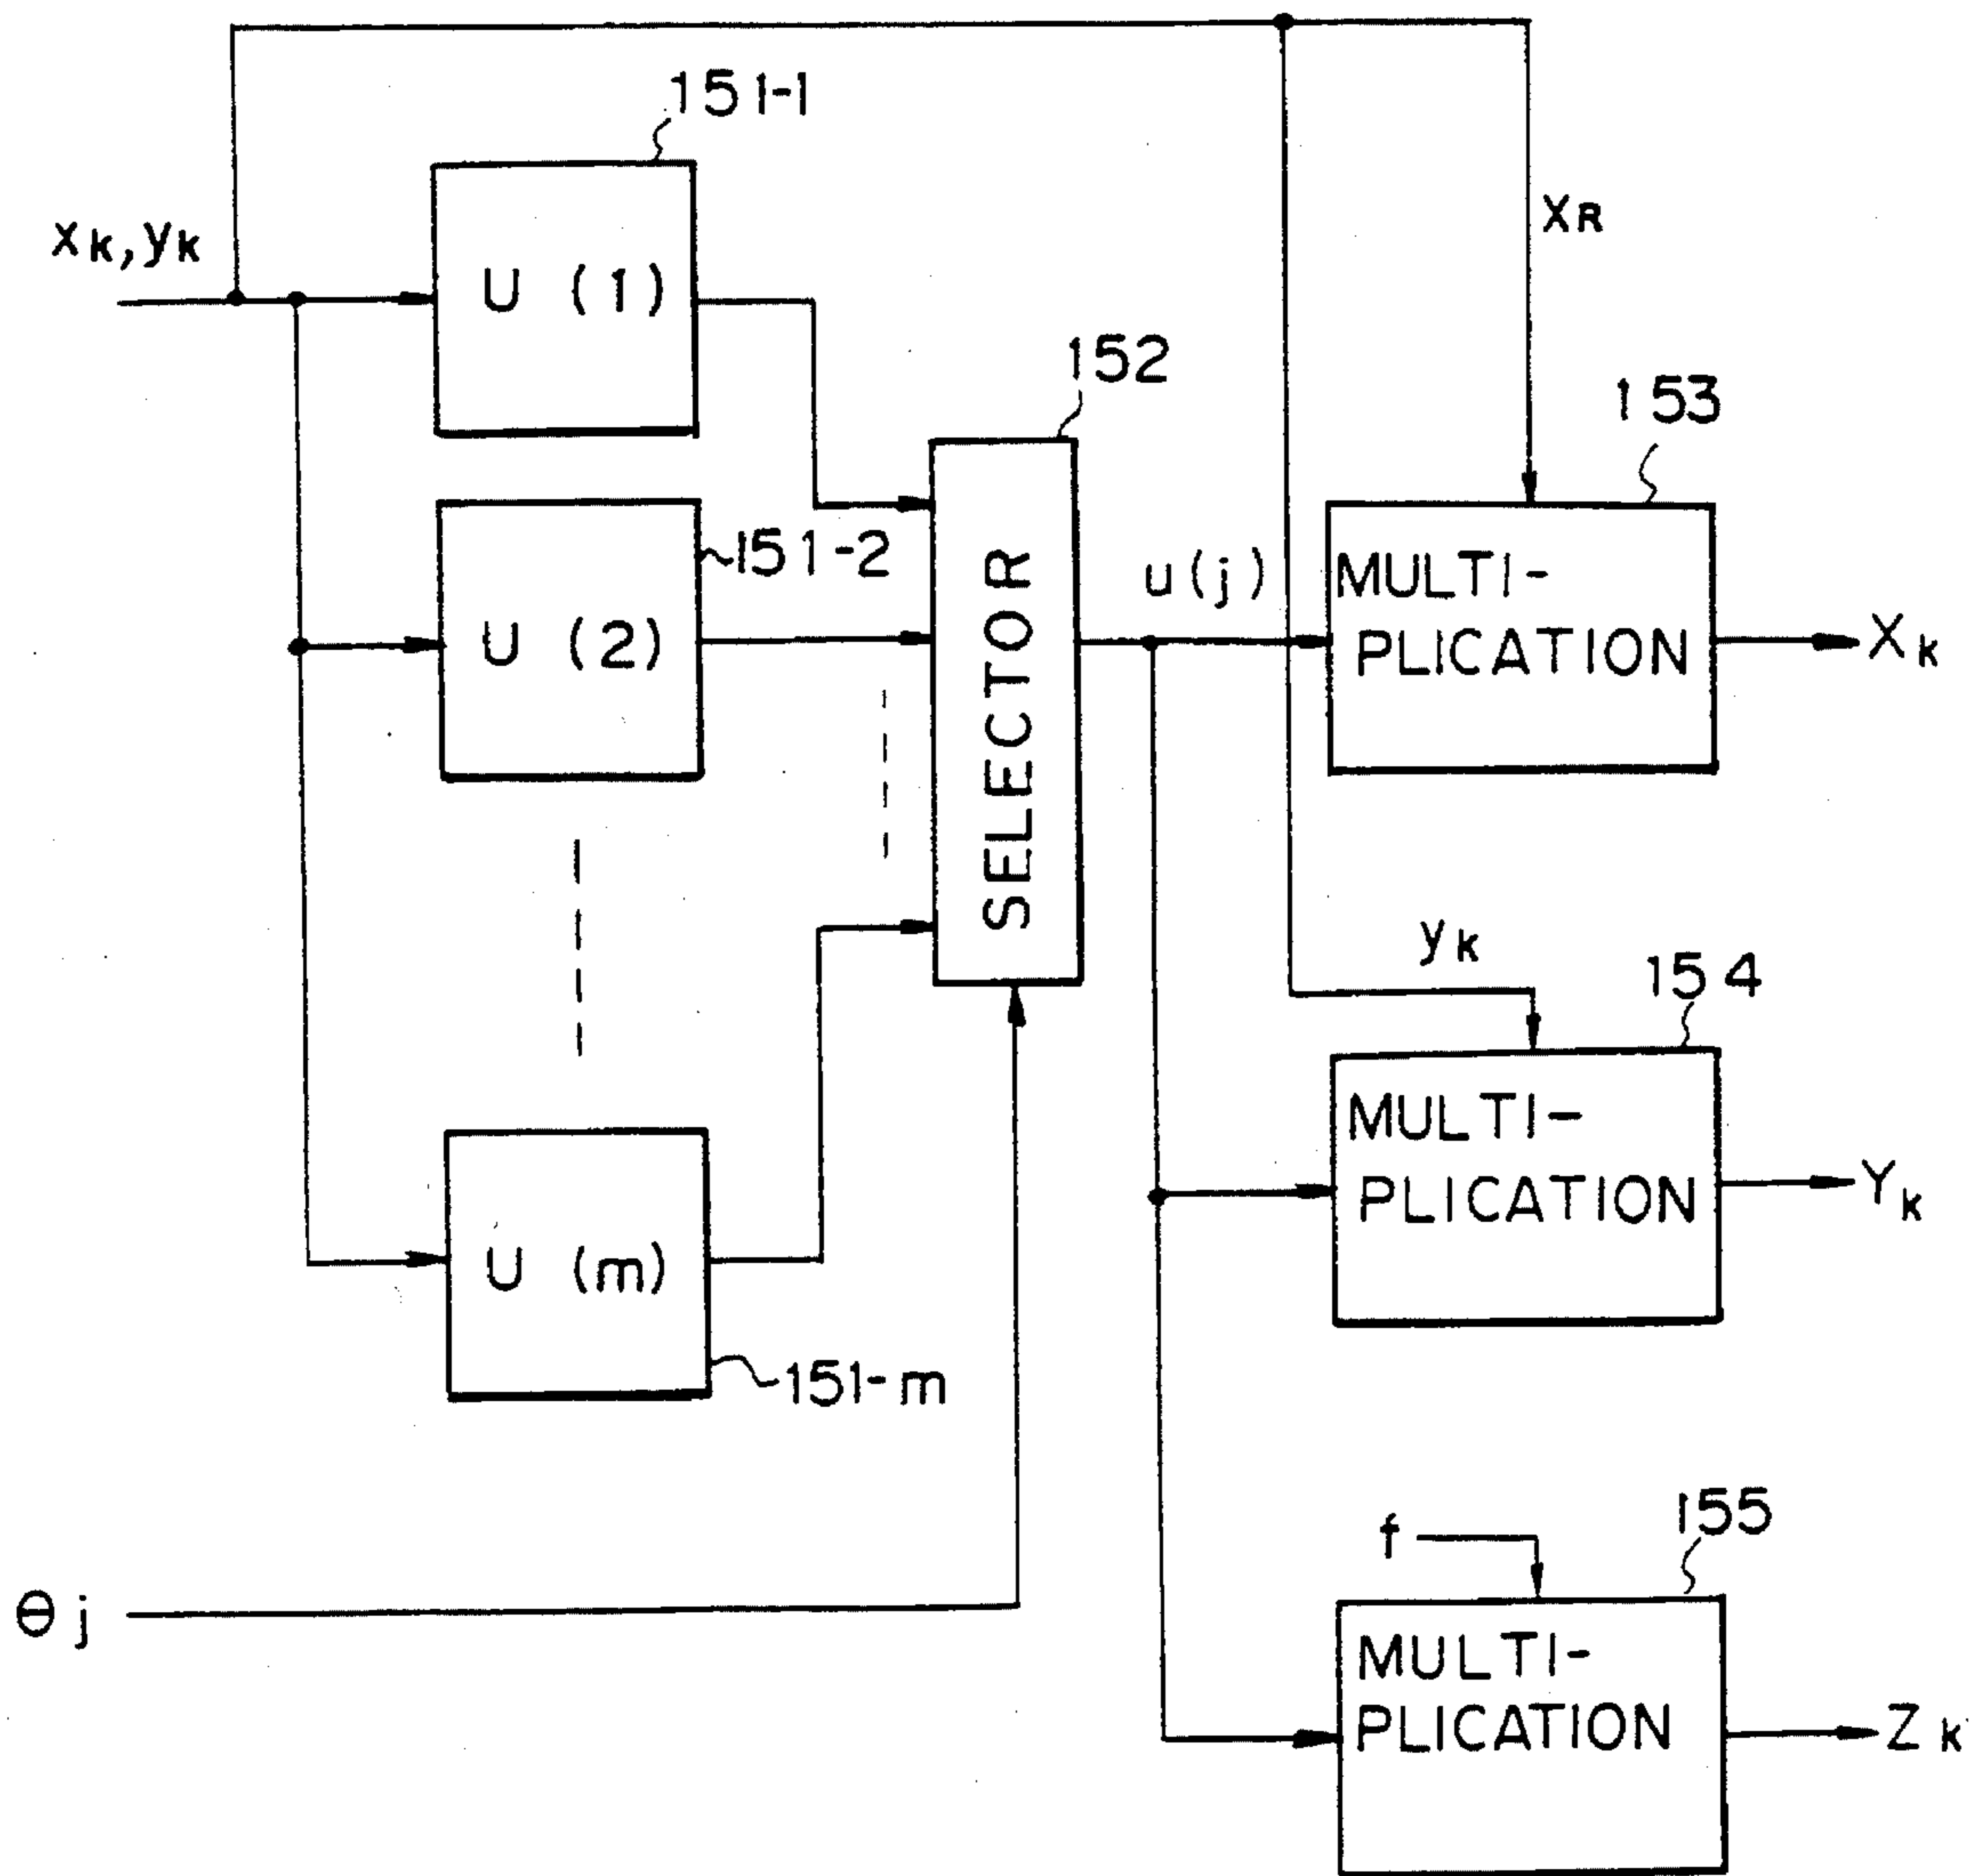 151-1
xk,yk
U (1)
XR
152
153
U (2)
151-2
SELECTOR
u(j)
MULTI-
PLICATION
Xk
yk
154
MULTI-
PLICATION
Yk
U (m)
151-m
f
155
θj
MULTI-
PLICATION
Zk